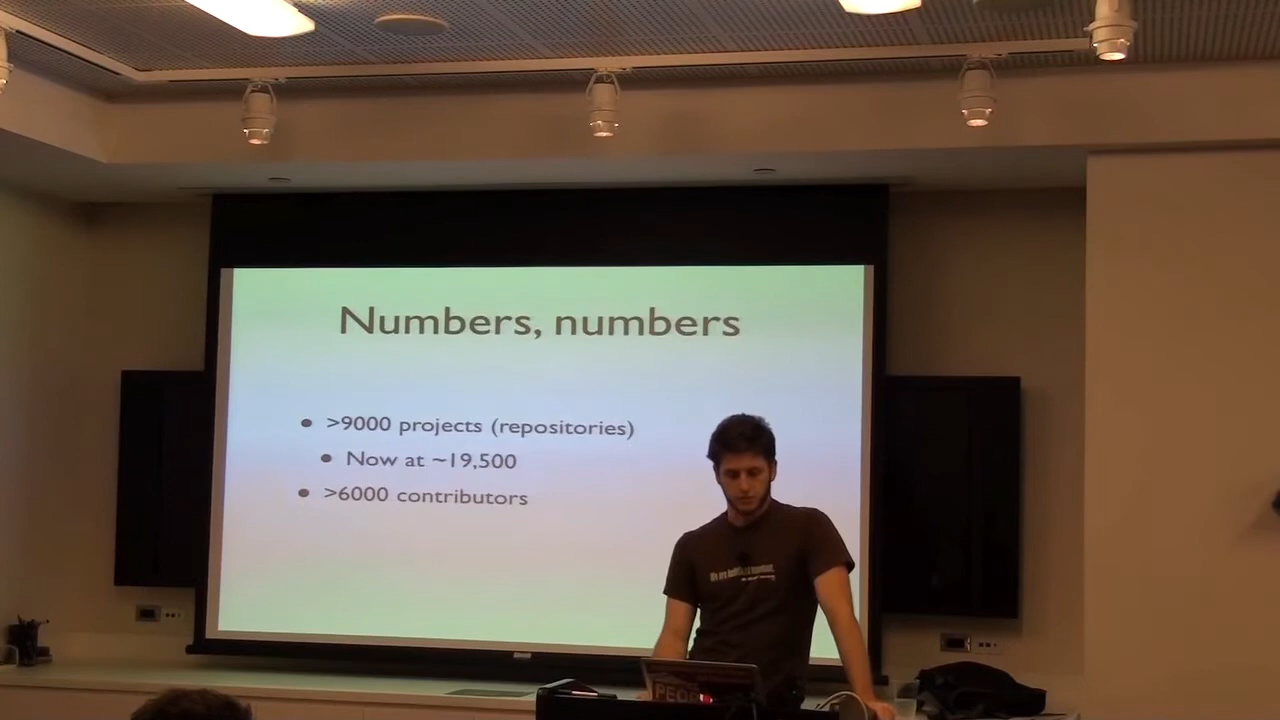 Numbers, numbers
• >9000 projects (repositories)
• Now at ~19,500
• >6000 contributors